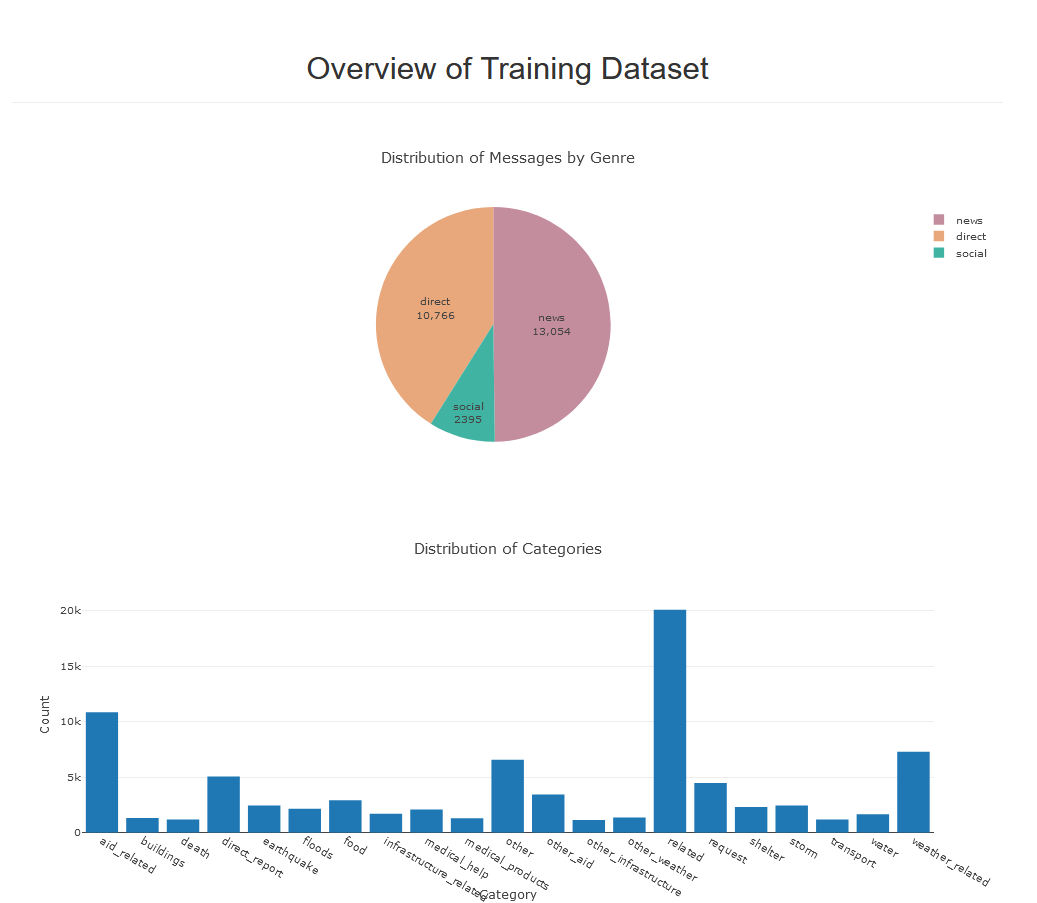 Overview of Training Dataset
Distribution of Messages by Genre
news
direct
social
direct
10,766
news
13,054
social
2395
Distribution of Categories
Count
20k
15k
10k
5k
0
aid_related
buildings
death
direct_report
earthquake
floods
food
infrastructure_related
medical_help
medical_products
other
other_aid
other_infrastructure
other_weather
related
request
shelter
storm
transport
water
weather_related
Category